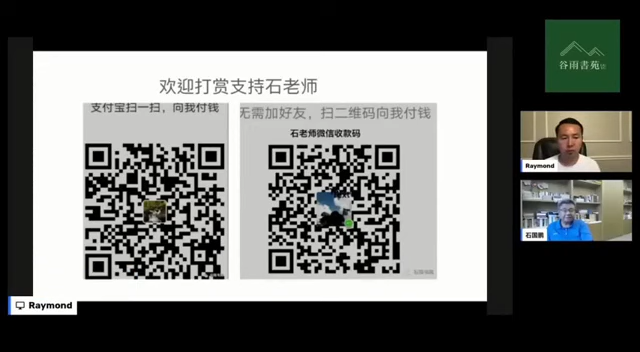 欢迎打赏支持石老师
支付宝扫一扫，向我付钱
无需加好友，扫二维码向我付钱
石老师微信收款码
谷雨書苑
Raymond
石国鹏
Raymond